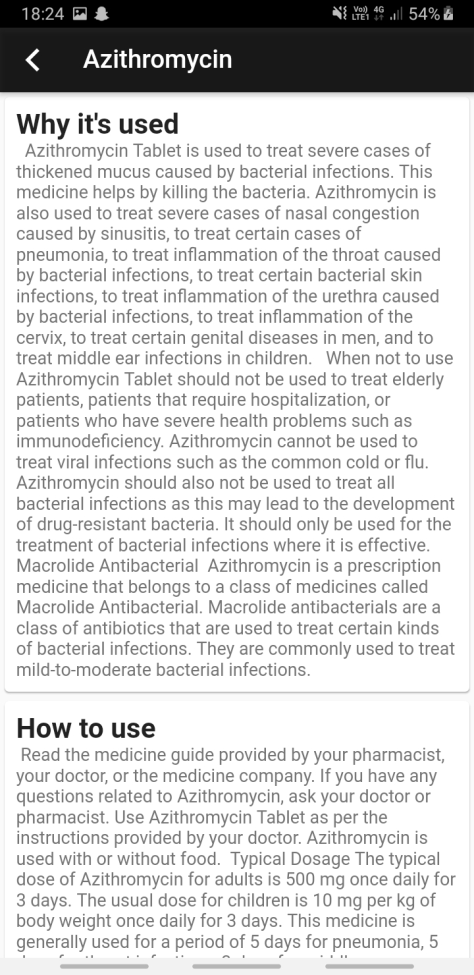 18:24 Vo)) 4G LTE1 54%
Azithromycin
Why it's used
Azithromycin Tablet is used to treat severe cases of
thickened mucus caused by bacterial infections. This
medicine helps by killing the bacteria. Azithromycin is
also used to treat severe cases of nasal congestion
caused by sinusitis, to treat certain cases of
pneumonia, to treat inflammation of the throat caused
by bacterial infections, to treat certain bacterial skin
infections, to treat inflammation of the urethra caused
by bacterial infections, to treat inflammation of the
cervix, to treat certain genital diseases in men, and to
treat middle ear infections in children. When not to use
Azithromycin Tablet should not be used to treat elderly
patients, patients that require hospitalization, or
patients who have severe health problems such as
immunodeficiency. Azithromycin cannot be used to
treat viral infections such as the common cold or flu.
Azithromycin should also not be used to treat all
bacterial infections as this may lead to the development
of drug-resistant bacteria. It should only be used for the
treatment of bacterial infections where it is effective.
Macrolide Antibacterial Azithromycin is a prescription
medicine that belongs to a class of medicines called
Macrolide Antibacterial. Macrolide antibacterials are a
class of antibiotics that are used to treat certain kinds
of bacterial infections. They are commonly used to treat
mild-to-moderate bacterial infections.
How to use
Read the medicine guide provided by your pharmacist,
your doctor, or the medicine company. If you have any
questions related to Azithromycin, ask your doctor or
pharmacist. Use Azithromycin Tablet as per the
instructions provided by your doctor. Azithromycin is
used with or without food. Typical Dosage The typical
dose of Azithromycin for adults is 500 mg once daily for
3 days. The usual dose for children is 10 mg per kg of
body weight once daily for 3 days. This medicine is
generally used for a period of 5 days for pneumonia, 5